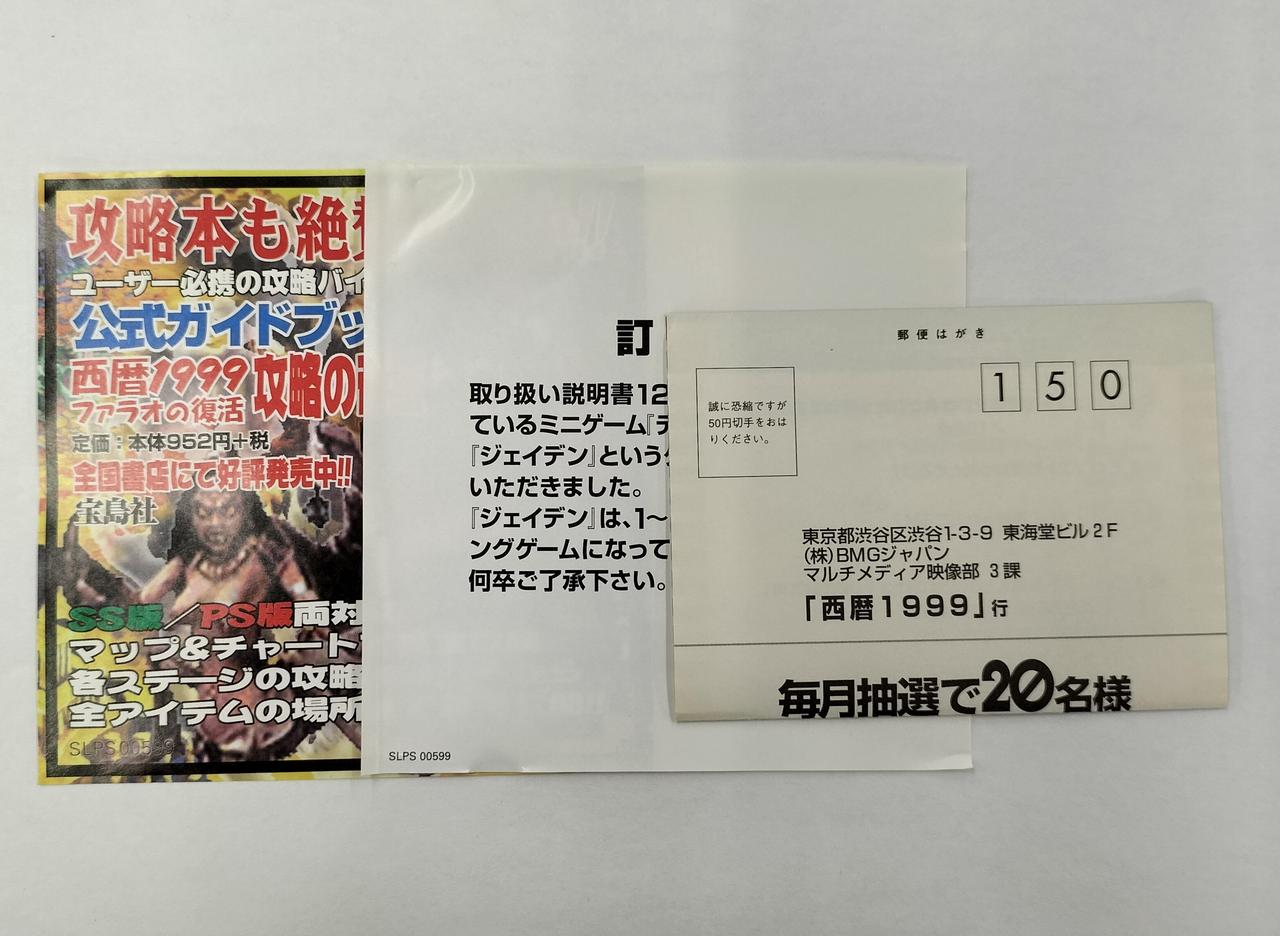 攻略本も絶
ユーザー必携の攻略バイ
公式ガイドブッ
西暦1999
ファラオの復活
攻略の
定価：本体952円＋税
全国書店にて好評発売中!!
宝島社
SS版／PS版両対
マップ&チャート
各ステージの攻略
全アイテムの場所
SLPS 00599
訂
取り扱い説明書12
ているミニゲーム『デ
『ジェイデン』という
いただきました。
『ジェイデン』は、1〜
ングゲームになって
何卒ご了承下さい。
SLPS 00599
郵便はがき
150
誠に恐縮ですが
50円切手をおは
りください。
東京都渋谷区渋谷1-3-9 東海堂ビル2F
(株)BMGジャパン
マルチメディア映像部 3課
「西暦1999」行
毎月抽選で20名様